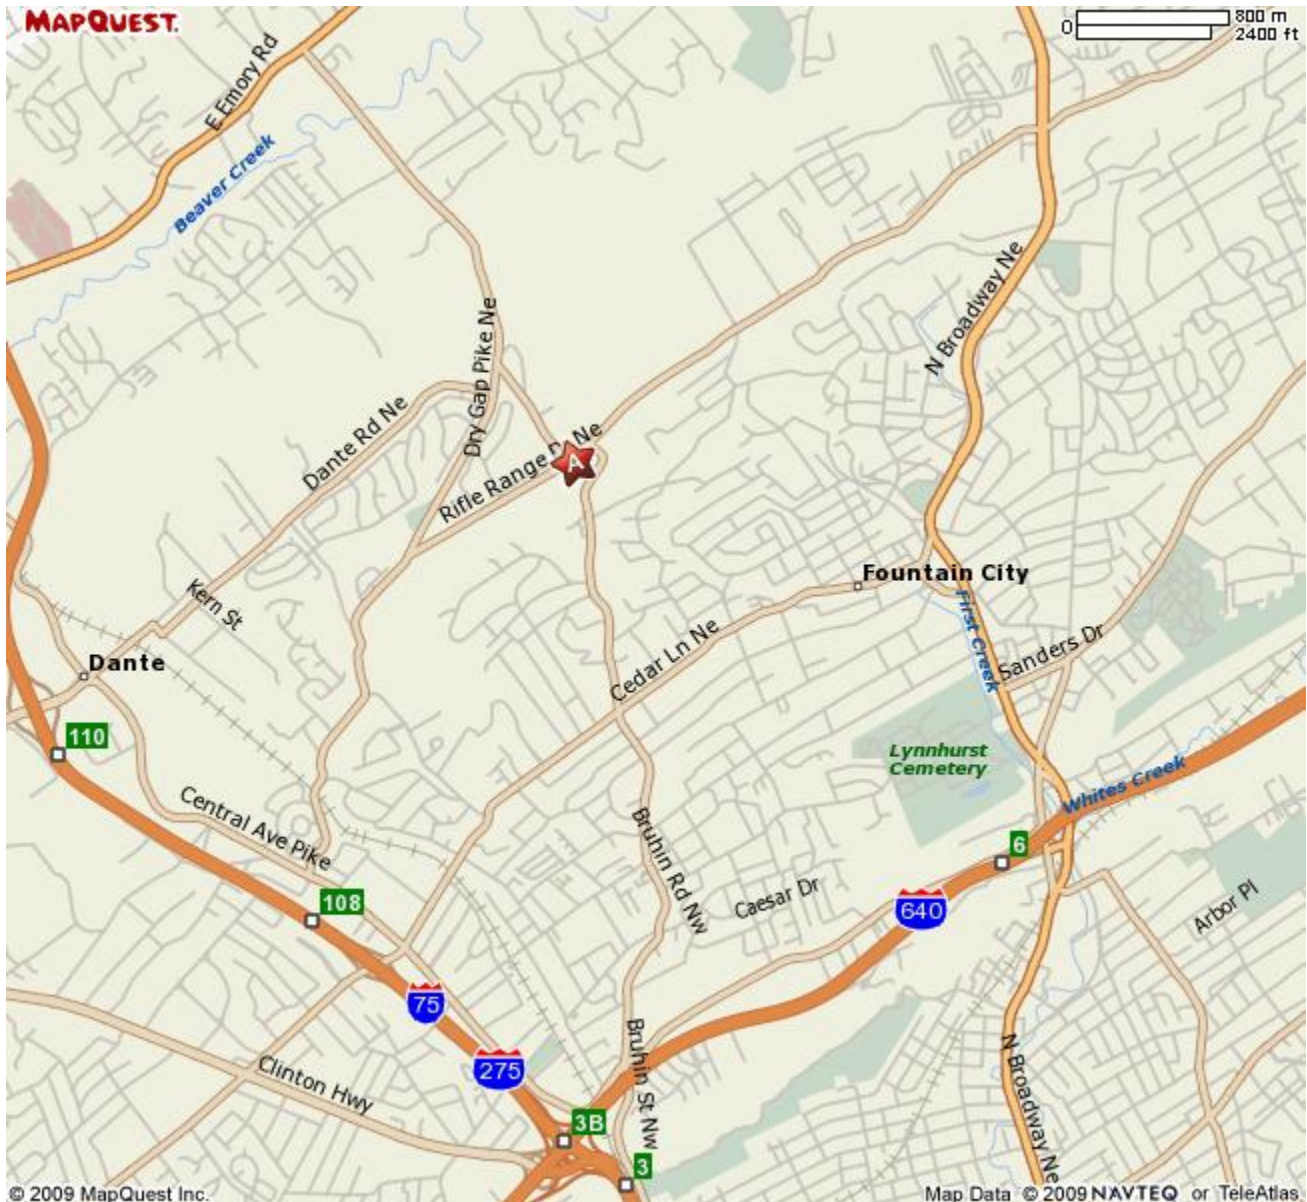 MAPQUEST.
0
800 m
2400 ft
E Emory Rd
Beaver Creek
N Broadway Ne
Dry Gap Pike Ne
Dante Rd Ne
Rifle Range Ne
A
Kern St
Fountain City
First Creek
Cedar Ln Ne
Sanders Dr
Dante
110
Lynnhurst
Cemetery
Whites Creek
Central Ave Pike
Bruhin Rd Nw
6
Caesar Dr
108
640
Arbor Pl
75
Bruhin St Nw
275
Clinton Hwy
N Broadway Ne
3B
3
© 2009 MapQuest Inc.
Map Data © 2009 NAVTEQ or TeleAtlas